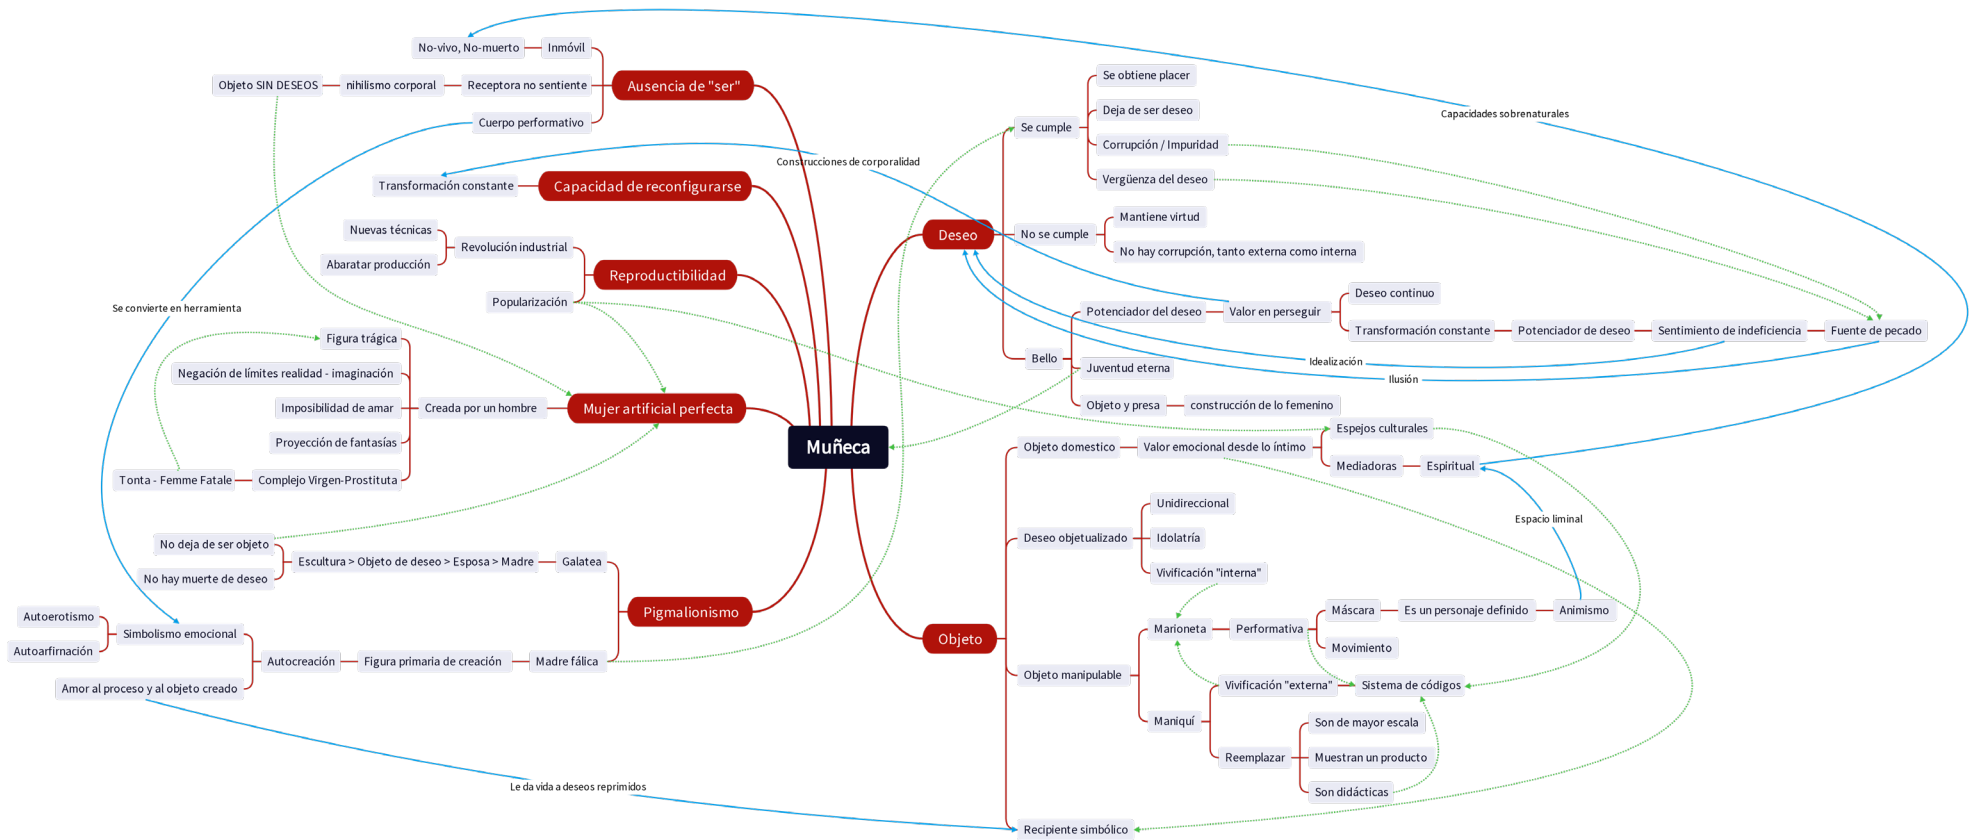 Muñeca
Ausencia de "ser"
Inmóvil
No-vivo, No-muerto
Receptora no sentiente
nihilismo corporal
Objeto SIN DESEOS
Cuerpo performativo
Capacidad de reconfigurarse
Transformación constante
Reproductibilidad
Revolución industrial
Nuevas técnicas
Abaratar producción
Popularización
Mujer artificial perfecta
Creada por un hombre
Figura trágica
Negación de límites realidad - imaginación
Imposibilidad de amar
Proyección de fantasías
Complejo Virgen-Prostituta
Tonta - Femme Fatale
Pigmalionismo
Galatea
Escultura > Objeto de deseo > Esposa > Madre
No deja de ser objeto
No hay muerte de deseo
Madre fálica
Figura primaria de creación
Autocreación
Simbolismo emocional
Autoerotismo
Autoarfirnación
Amor al proceso y al objeto creado
Deseo
Se cumple
Se obtiene placer
Deja de ser deseo
Corrupción / Impuridad
Vergüenza del deseo
No se cumple
Mantiene virtud
No hay corrupción, tanto externa como interna
Bello
Potenciador del deseo
Valor en perseguir
Deseo continuo
Transformación constante
Potenciador de deseo
Sentimiento de indeficiencia
Fuente de pecado
Juventud eterna
Objeto y presa
construcción de lo femenino
Objeto
Objeto domestico
Valor emocional desde lo íntimo
Espejos culturales
Mediadoras
Espirítual
Deseo objetualizado
Unidireccional
Idolatría
Vivificación "interna"
Objeto manipulable
Marioneta
Performativa
Máscara
Es un personaje definido
Animismo
Movimiento
Maniquí
Vivificación "externa"
Sistema de códigos
Reemplazar
Son de mayor escala
Muestran un producto
Son didácticas
Recipiente simbólico
Capacidades sobrenaturales
Construcciones de corporalidad
Se convierte en herramienta
Idealización
Ilusión
Espacio liminal
Le da vida a deseos reprimidos